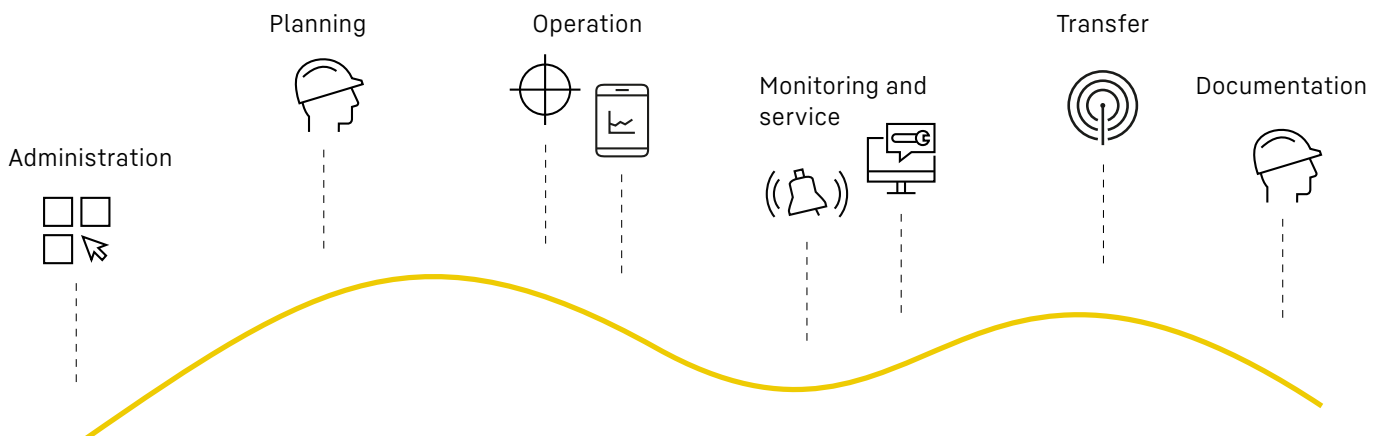 Administration
Planning
Operation
Monitoring and
service
Transfer
Documentation